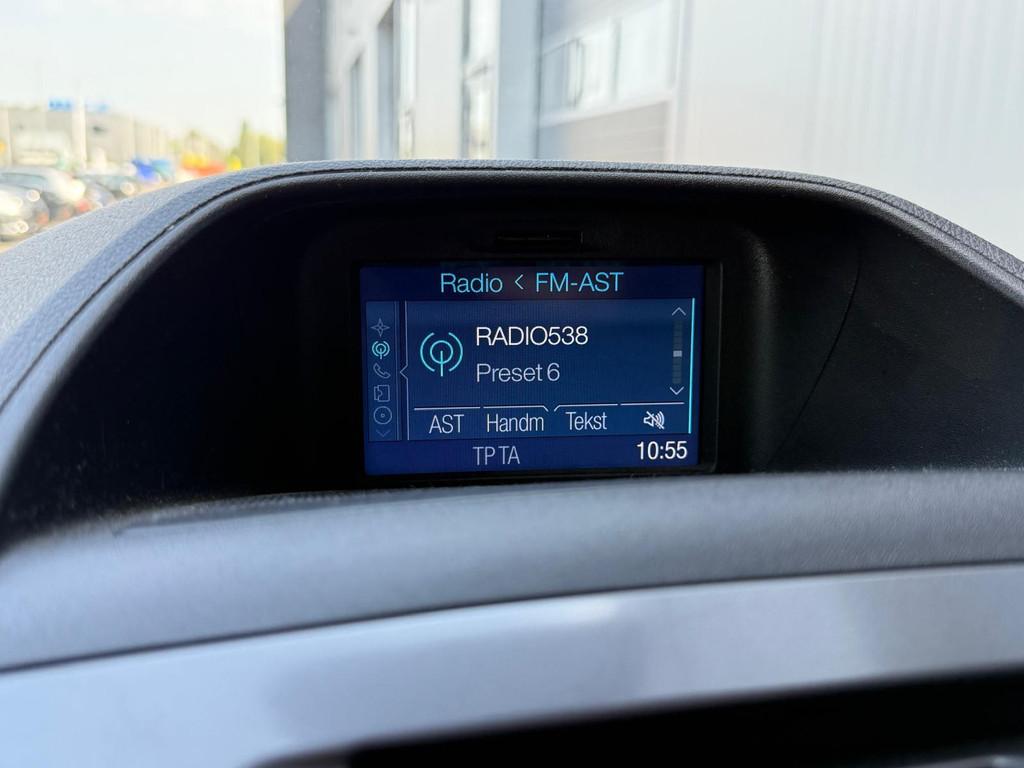 Radio < FM-AST
RADIO538
Preset 6
AST Handm Tekst
TP TA 10:55